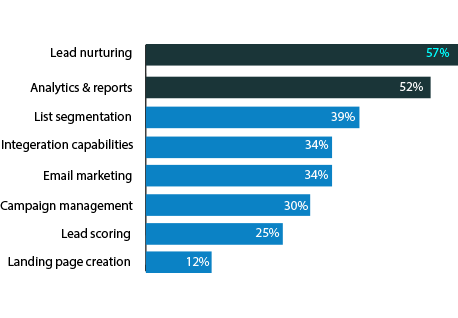 Lead nurturing 57%
Analytics & reports 52%
List segmentation 39%
Integeration capabilities 34%
Email marketing 34%
Campaign management 30%
Lead scoring 25%
Landing page creation 12%